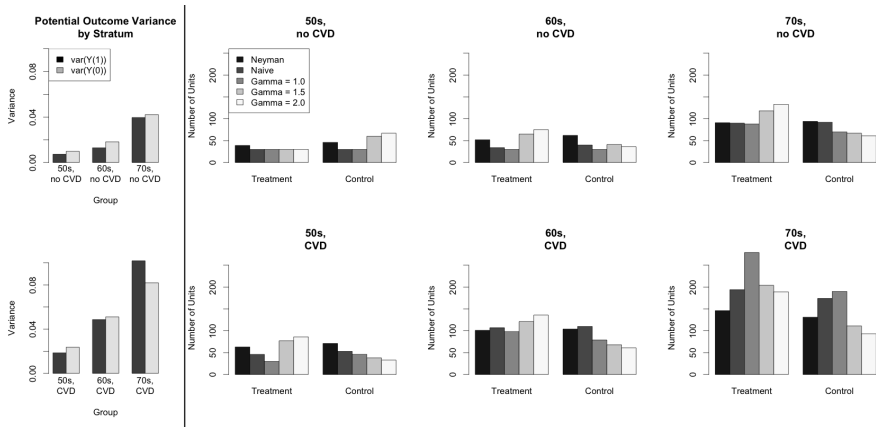 Potential Outcome Variance
by Stratum
var(Y(1))
var(Y(0))
Variance
0.00
0.04
0.08
50s,
no CVD
60s,
no CVD
70s,
no CVD
Group
50s,
no CVD
Neyman
Naive
Gamma = 1.0
Gamma = 1.5
Gamma = 2.0
Number of Units
0
50
100
200
Treatment
Control
60s,
no CVD
Number of Units
0
50
100
200
Treatment
Control
70s,
no CVD
Number of Units
0
50
100
200
Treatment
Control
Variance
0.00
0.04
0.08
50s,
CVD
60s,
CVD
70s,
CVD
Group
50s,
CVD
Number of Units
0
50
100
200
Treatment
Control
60s,
CVD
Number of Units
0
50
100
200
Treatment
Control
70s,
CVD
Number of Units
0
50
100
200
Treatment
Control